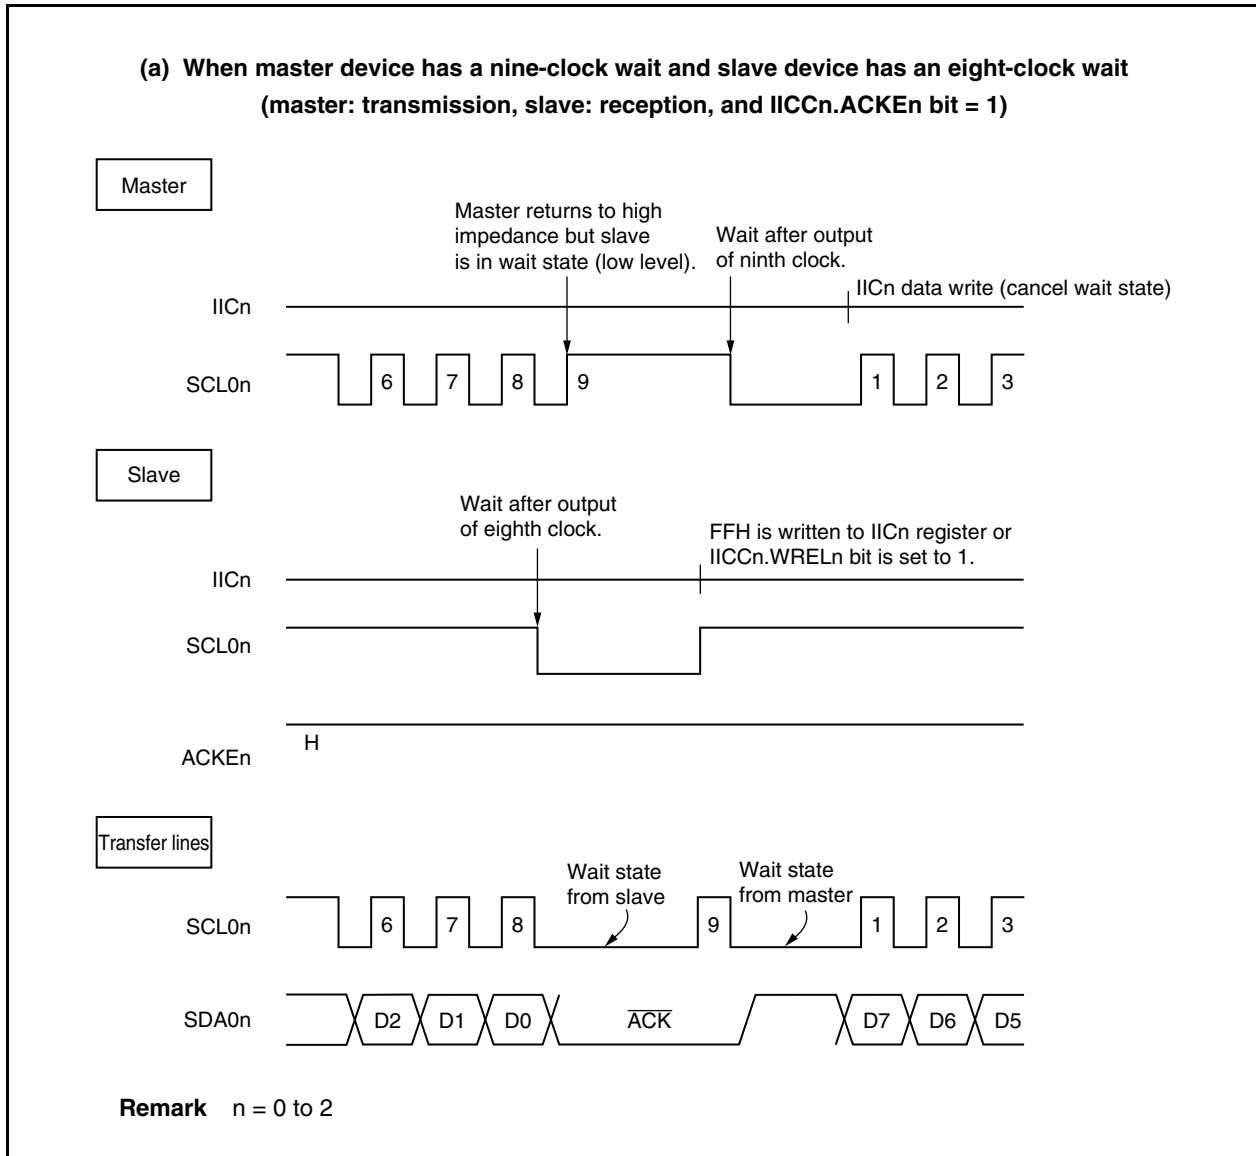 (a) When master device has a nine-clock wait and slave device has an eight-clock wait
(master: transmission, slave: reception, and IICCn.ACKEn bit = 1)
Master
Master returns to high
impedance but slave
is in wait state (low level).
Wait after output
of ninth clock.
IICn data write (cancel wait state)
IICn
SCL0n
6 7 8 9 1 2 3
Slave
Wait after output
of eighth clock.
FFH is written to IICn register or
IICCn.WRELn bit is set to 1.
IICn
SCL0n
H
ACKEn
Transfer lines
Wait state
from slave
Wait state
from master
SCL0n
6 7 8 9 1 2 3
SDA0n
D2 D1 D0 A̅C̅K̅ D7 D6 D5
Remark n = 0 to 2